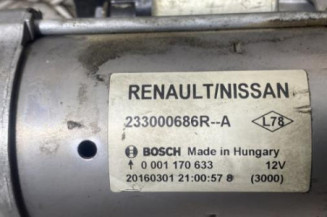 RENAULT/NISSAN
233000686R--A L78
BOSCH Made in Hungary
0 001 170 633 12V
20160301 21:00:57 8 (3000)